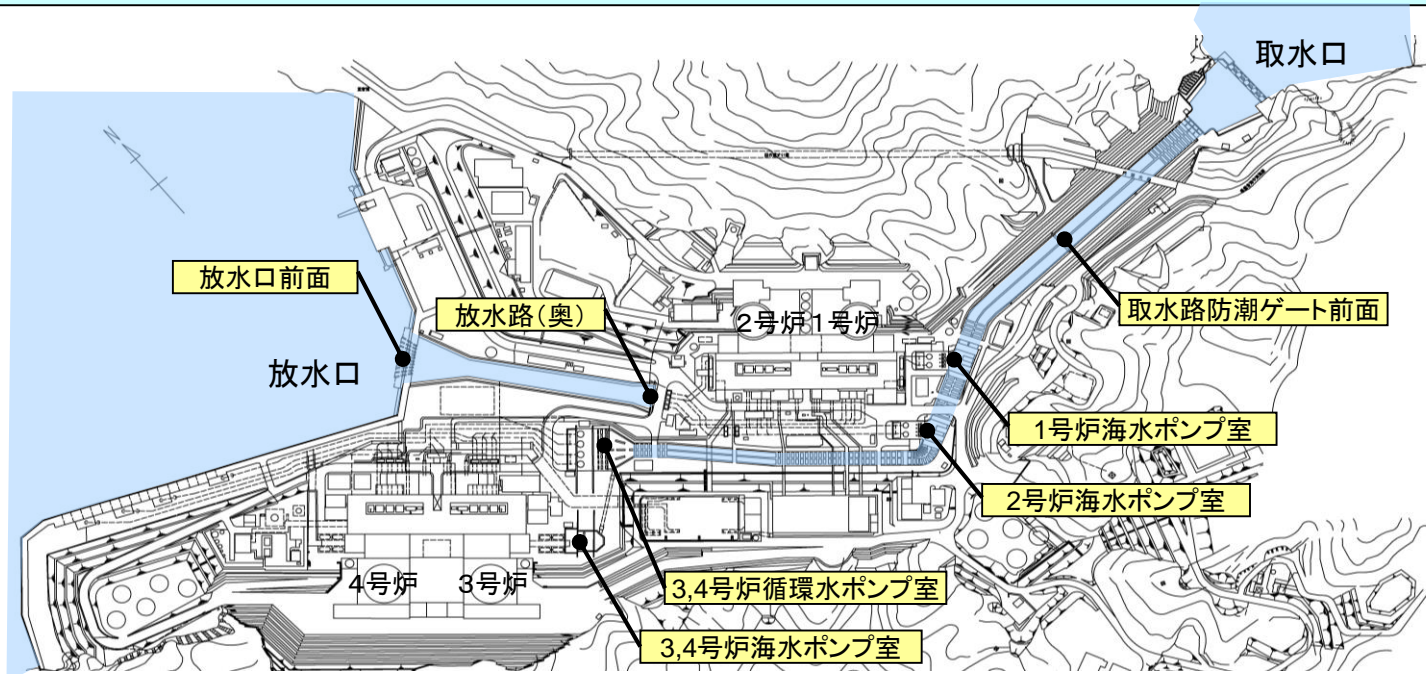 取水口
N
放水口前面
放水路(奥)
2号炉
1号炉
取水路防潮ゲート前面
放水口
1号炉海水ポンプ室
2号炉海水ポンプ室
4号炉
3号炉
3,4号炉循環水ポンプ室
3,4号炉海水ポンプ室